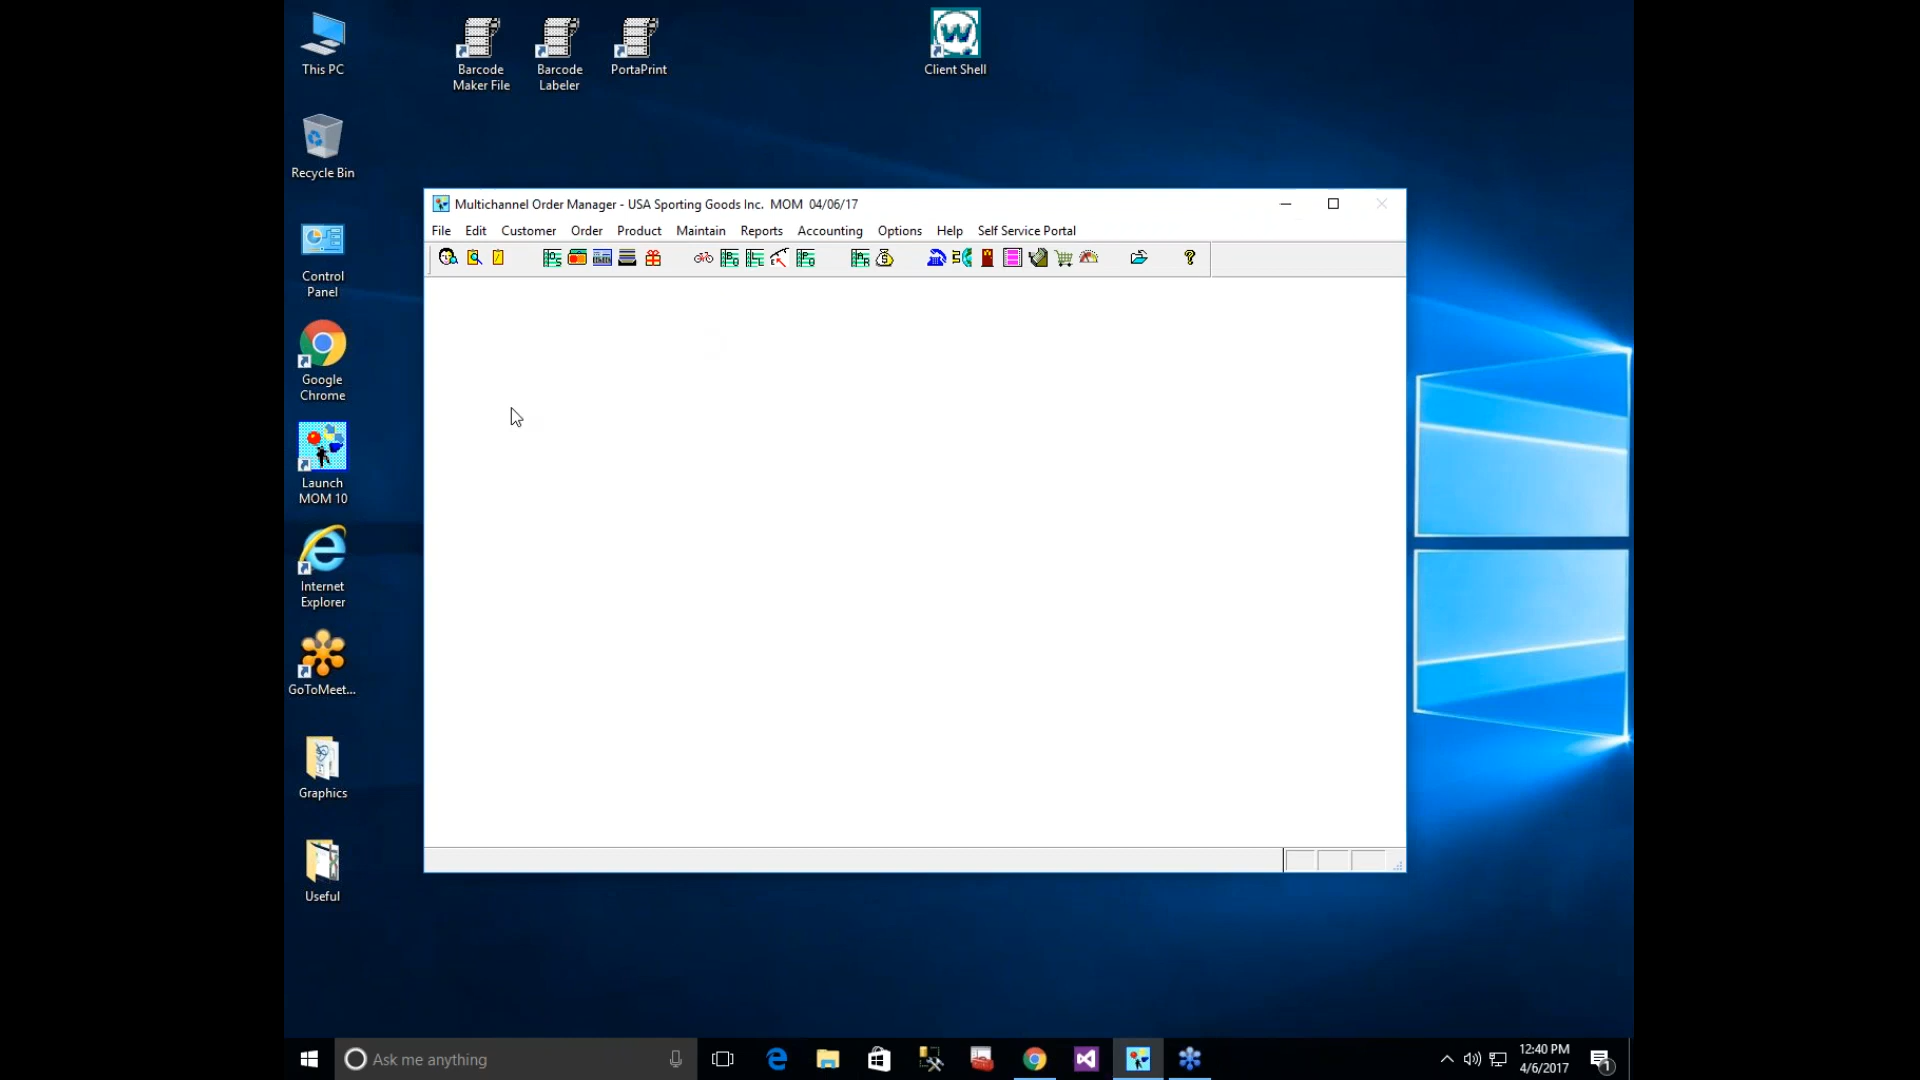 This PC
Barcode
Maker File
Barcode
Labeler
PortaPrint
Client Shell
Recycle Bin
Control
Panel
Google
Chrome
Launch
MOM 10
Internet
Explorer
GoToMeet...
Graphics
Useful
Multichannel Order Manager - USA Sporting Goods Inc. MOM 04/06/17
File Edit Customer Order Product Maintain Reports Accounting Options Help Self Service Portal
Ask me anything
12:40 PM
4/6/2017
1